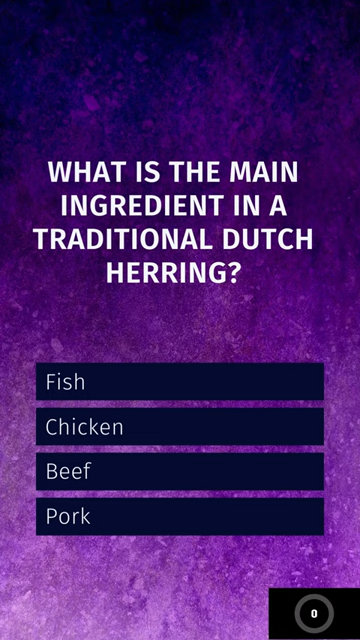 WHAT IS THE MAIN
INGREDIENT IN A
TRADITIONAL DUTCH
HERRING?
Fish
Chicken
Beef
Pork
0